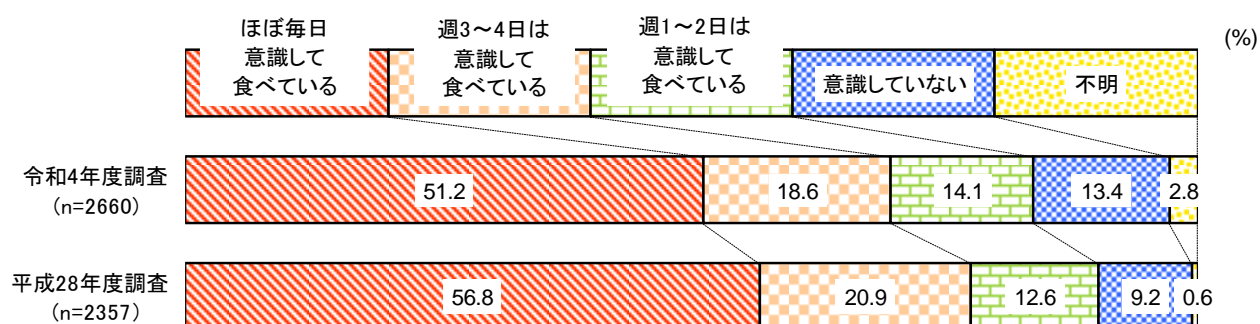 ほぼ毎日
意識して
食べている
週3～4日は
意識して
食べている
週1～2日は
意識して
食べている
意識していない
不明
(%)
令和4年度調査
(n=2660)
51.2
18.6
14.1
13.4
2.8
平成28年度調査
(n=2357)
56.8
20.9
12.6
9.2
0.6